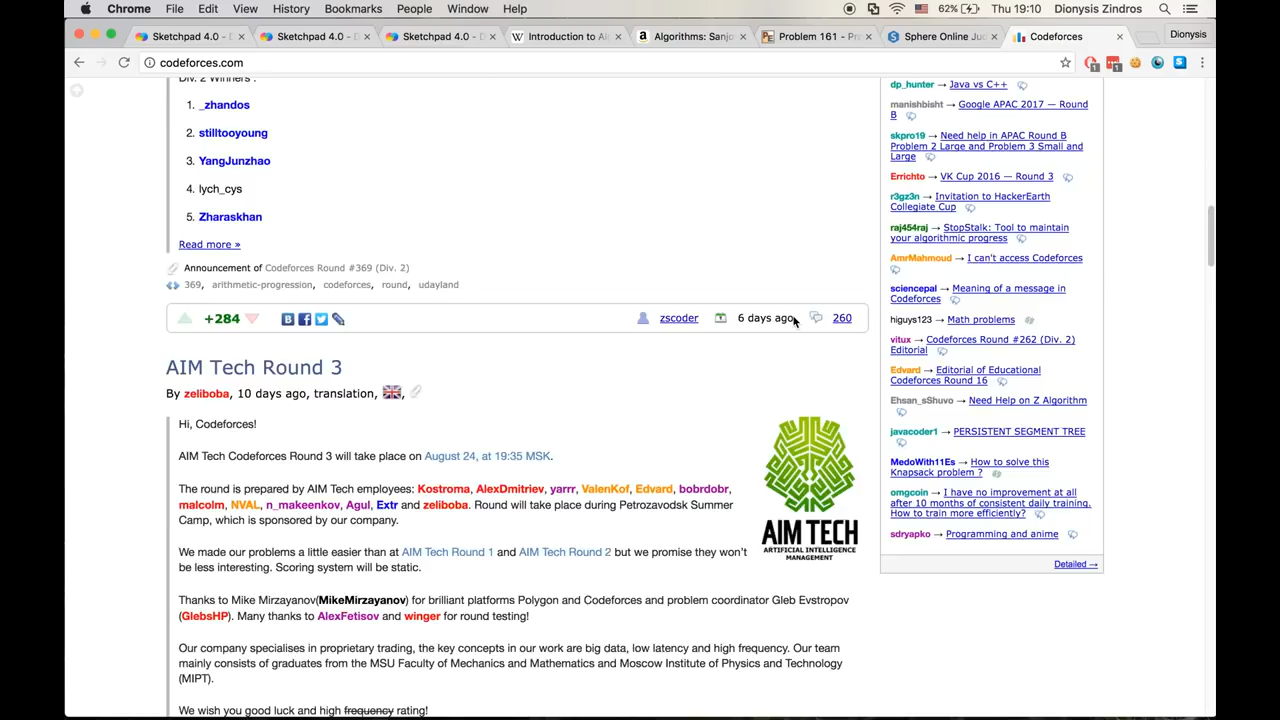 Chrome File Edit View History Bookmarks People Window Help 62% Thu 19:10 Dionysis Zindros
Sketchpad 4.0 - E Sketchpad 4.0 - D Sketchpad 4.0 - D Introduction to Al Algorithms: Sanjo Problem 161 - Pro Sphere Online Jud Codeforces Dionysis
codeforces.com
Div. 2 Winners :
1. _zhandos
2. stilltooyoung
3. YangJunzhao
4. lych_cys
5. Zharaskhan
Read more »
Announcement of Codeforces Round #369 (Div. 2)
369, arithmetic-progression, codeforces, round, udayland
+284 zscoder 6 days ago 260
AIM Tech Round 3
By zeliboba, 10 days ago, translation,
Hi, Codeforces!
AIM Tech Codeforces Round 3 will take place on August 24, at 19:35 MSK.
The round is prepared by AIM Tech employees: Kostroma, AlexDmitriev, yarrr, ValenKof, Edvard, bobrdobr,
malcolm, NVAL, n_makeenkov, Agul, Extr and zeliboba. Round will take place during Petrozavodsk Summer
Camp, which is sponsored by our company.
We made our problems a little easier than at AIM Tech Round 1 and AIM Tech Round 2 but we promise they won't
be less interesting. Scoring system will be static.
Thanks to Mike Mirzayanov(MikeMirzayanov) for brilliant platforms Polygon and Codeforces and problem coordinator Gleb Evstropov
(GlebsHP). Many thanks to AlexFetisov and winger for round testing!
Our company specialises in proprietary trading, the key concepts in our work are big data, low latency and high frequency. Our team
mainly consists of graduates from the MSU Faculty of Mechanics and Mathematics and Moscow Institute of Physics and Technology
(MIPT).
We wish you good luck and high frequency rating!
AIM TECH
ARTIFICIAL INTELLIGENCE
MANAGEMENT
dp_hunter → Java vs C++
manishbisht → Google APAC 2017 — Round
B
skpro19 → Need help in APAC Round B
Problem 2 Large and Problem 3 Small and
Large
Errichto → VK Cup 2016 — Round 3
r3gz3n → Invitation to HackerEarth
Collegiate Cup
raj454raj → StopStalk: Tool to maintain
your algorithmic progress
AmrMahmoud → I can't access Codeforces
sciencepal → Meaning of a message in
Codeforces
higuys123 → Math problems
vitux → Codeforces Round #262 (Div. 2)
Editorial
Edvard → Editorial of Educational
Codeforces Round 16
Ehsan_sShuvo → Need Help on Z Algorithm
javacoder1 → PERSISTENT SEGMENT TREE
MedoWith11Es → How to solve this
Knapsack problem ?
omgcoin → I have no improvement at all
after 10 months of consistent daily training.
How to train more efficiently?
sdryapko → Programming and anime
Detailed →